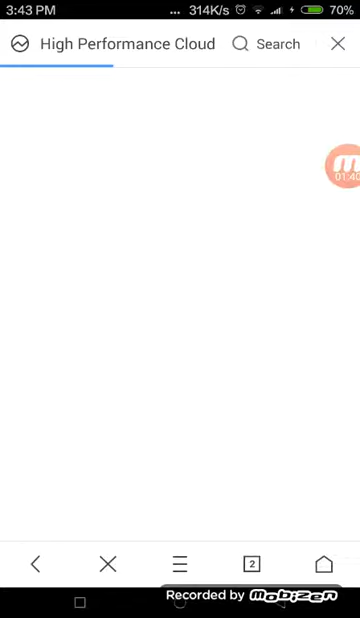 3:43 PM ... 314K/s 70%
High Performance Cloud Search
01:40
2
Recorded by mobizen